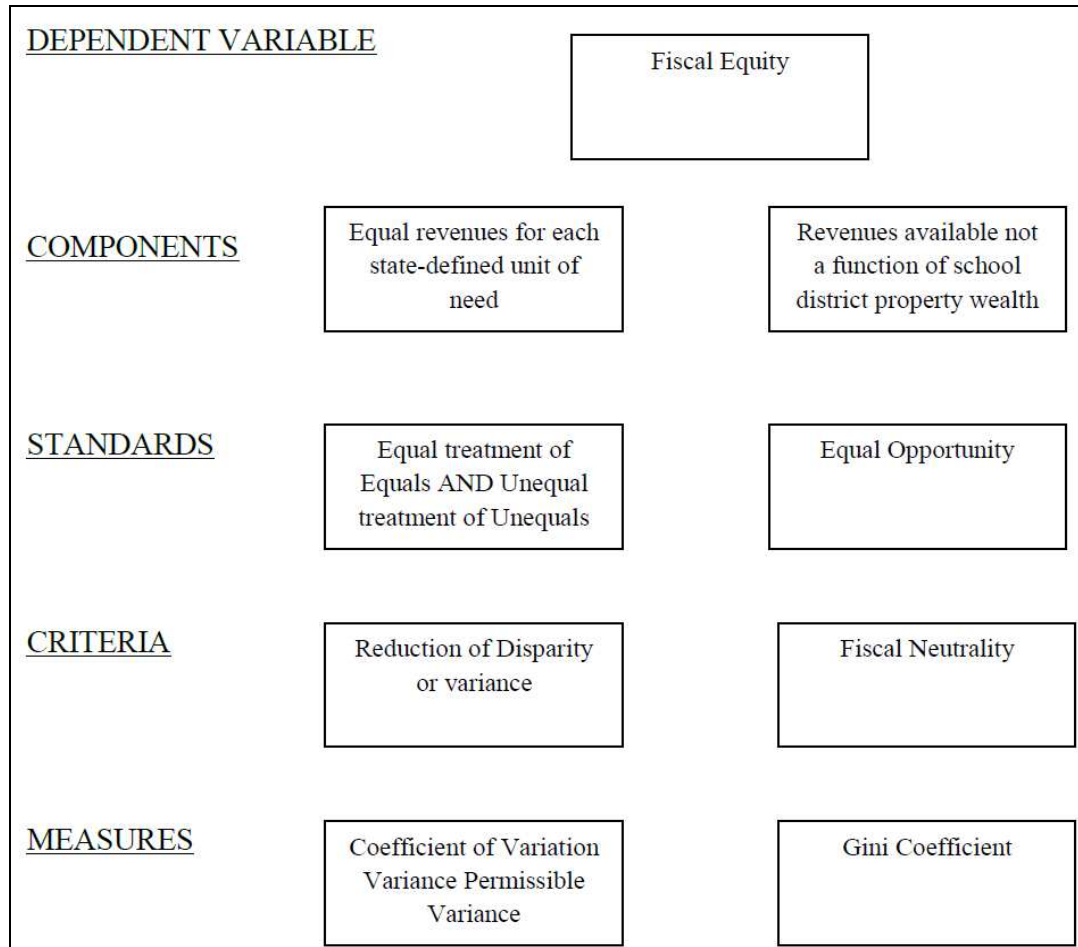 DEPENDENT VARIABLE
Fiscal Equity
COMPONENTS
Equal revenues for each
state-defined unit of
need
Revenues available not
a function of school
district property wealth
STANDARDS
Equal treatment of
Equals AND Unequal
treatment of Unequals
Equal Opportunity
CRITERIA
Reduction of Disparity
or variance
Fiscal Neutrality
MEASURES
Coefficient of Variation
Variance Permissible
Variance
Gini Coefficient